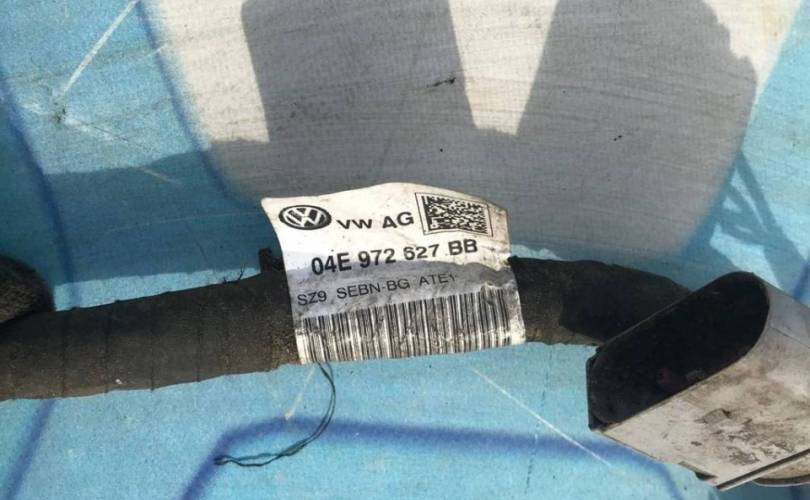 VW AG
04E 972 627 BB
SZ9 SEBN-BG ATE1